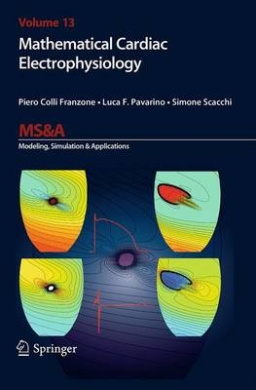 Volume 13
Mathematical Cardiac
Electrophysiology
Piero Colli Franzone • Luca F. Pavarino • Simone Scacchi
MS&A
Modeling, Simulation & Applications
Springer